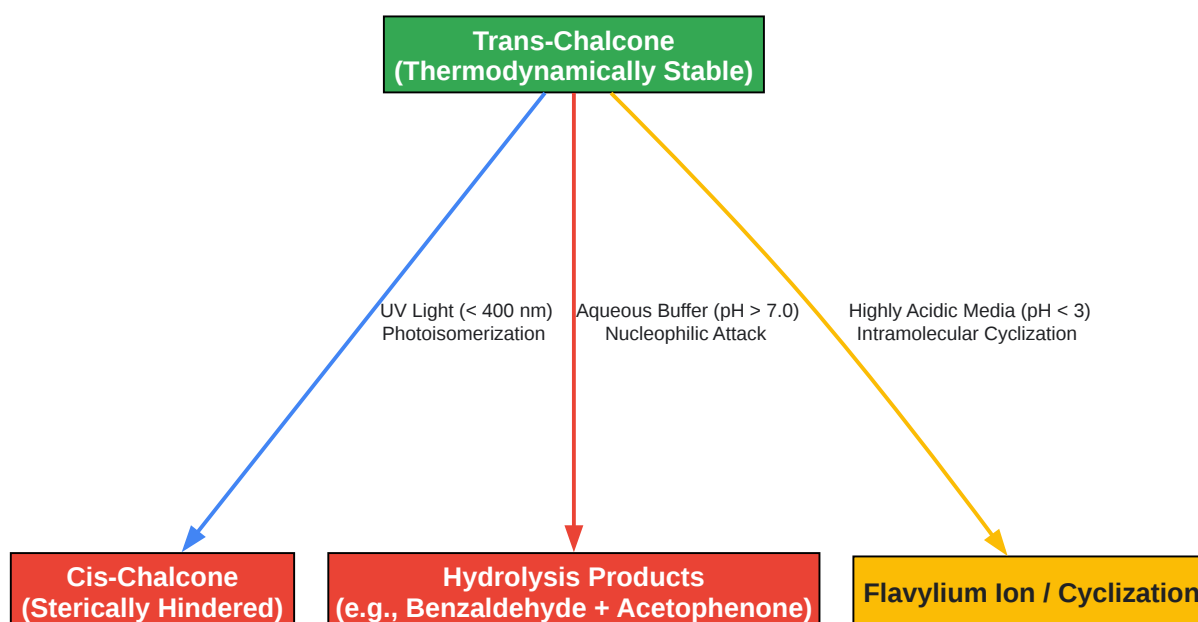 Trans-Chalcone
(Thermodynamically Stable)
UV Light (< 400 nm)
Photoisomerization
Aqueous Buffer (pH > 7.0)
Nucleophilic Attack
Highly Acidic Media (pH < 3)
Intramolecular Cyclization
Cis-Chalcone
(Sterically Hindered)
Hydrolysis Products
(e.g., Benzaldehyde + Acetophenone)
Flavylium Ion / Cyclization